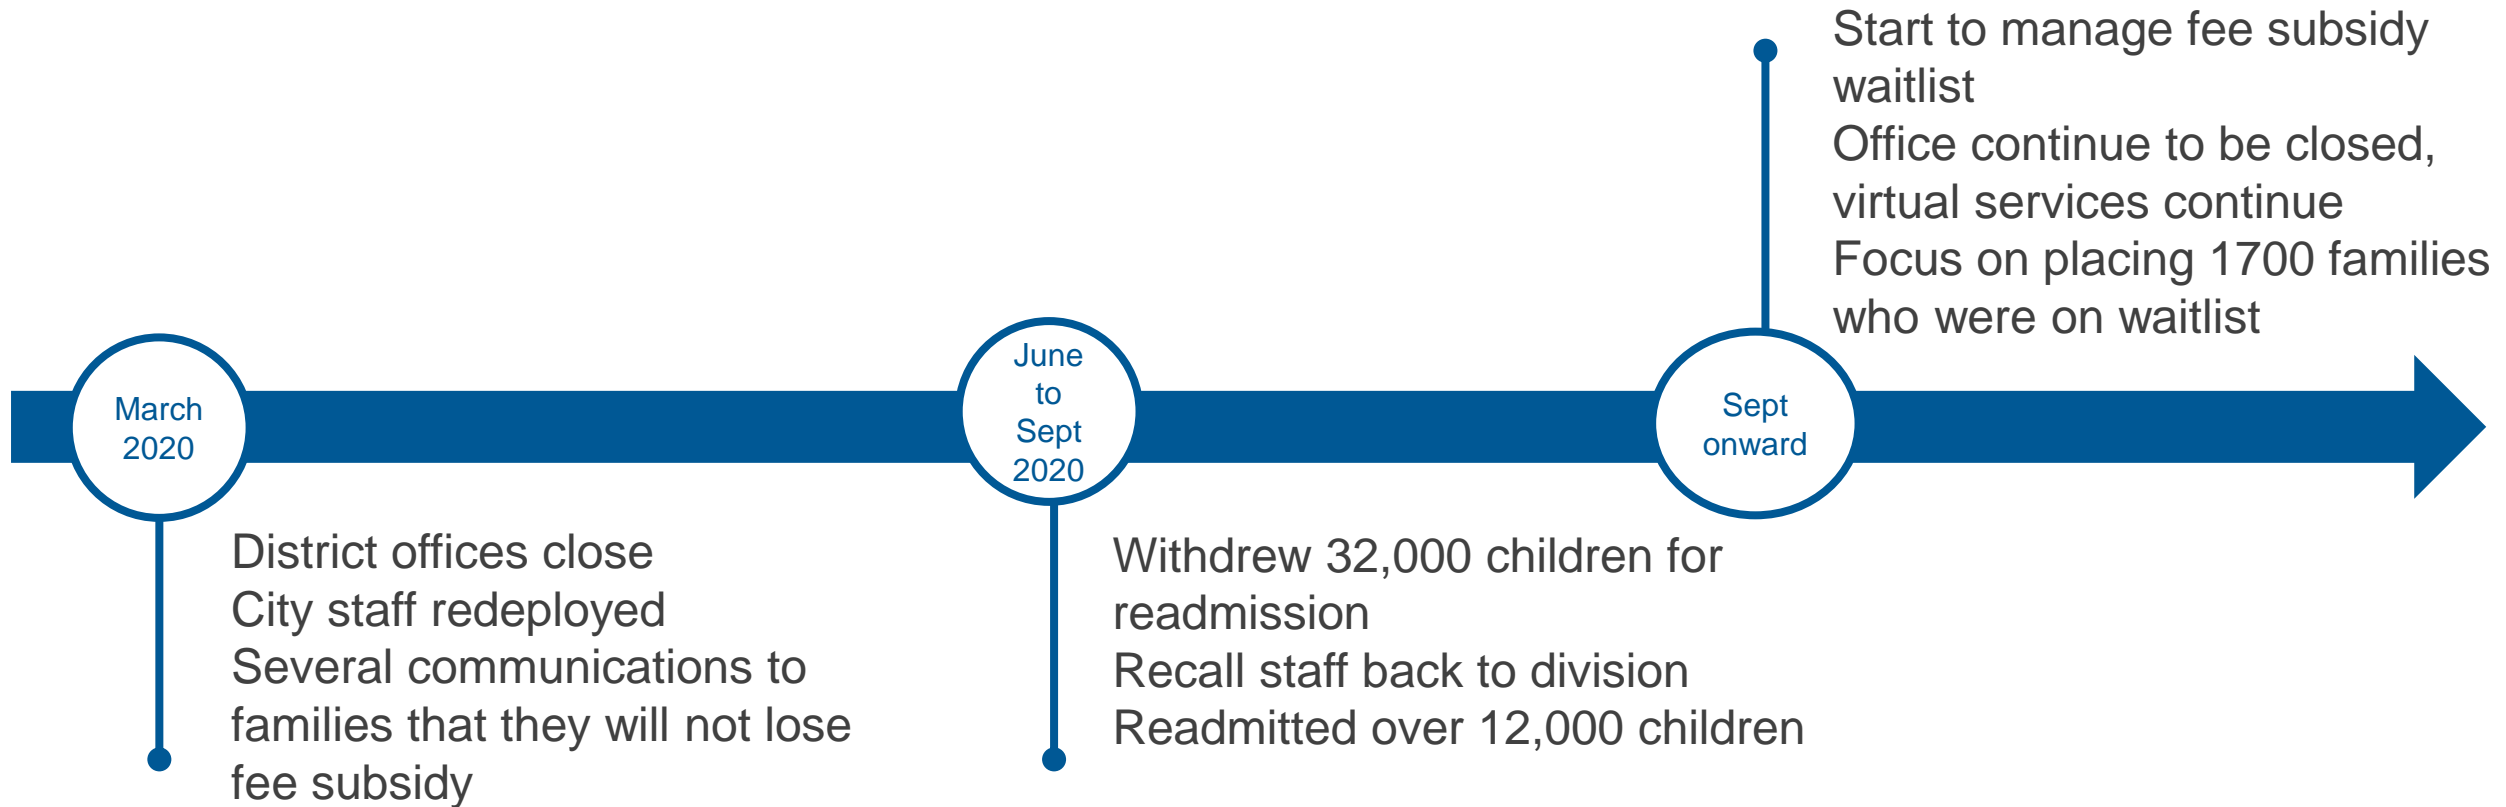 March
2020
District offices close
City staff redeployed
Several communications to
families that they will not lose
fee subsidy
June
to
Sept
2020
Withdrew 32,000 children for
readmission
Recall staff back to division
Readmitted over 12,000 children
Sept
onward
Start to manage fee subsidy
waitlist
Office continue to be closed,
virtual services continue
Focus on placing 1700 families
who were on waitlist